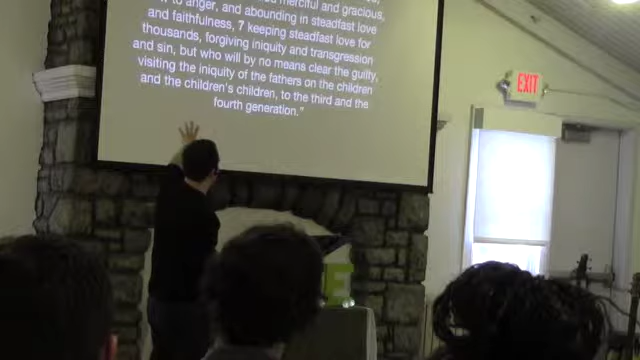 merciful and gracious,
to anger, and abounding in steadfast love
and faithfulness, 7 keeping steadfast love for
thousands, forgiving iniquity and transgression
and sin, but who will by no means clear the guilty,
visiting the iniquity of the fathers on the children
and the children's children, to the third and the
fourth generation."
EXIT
E